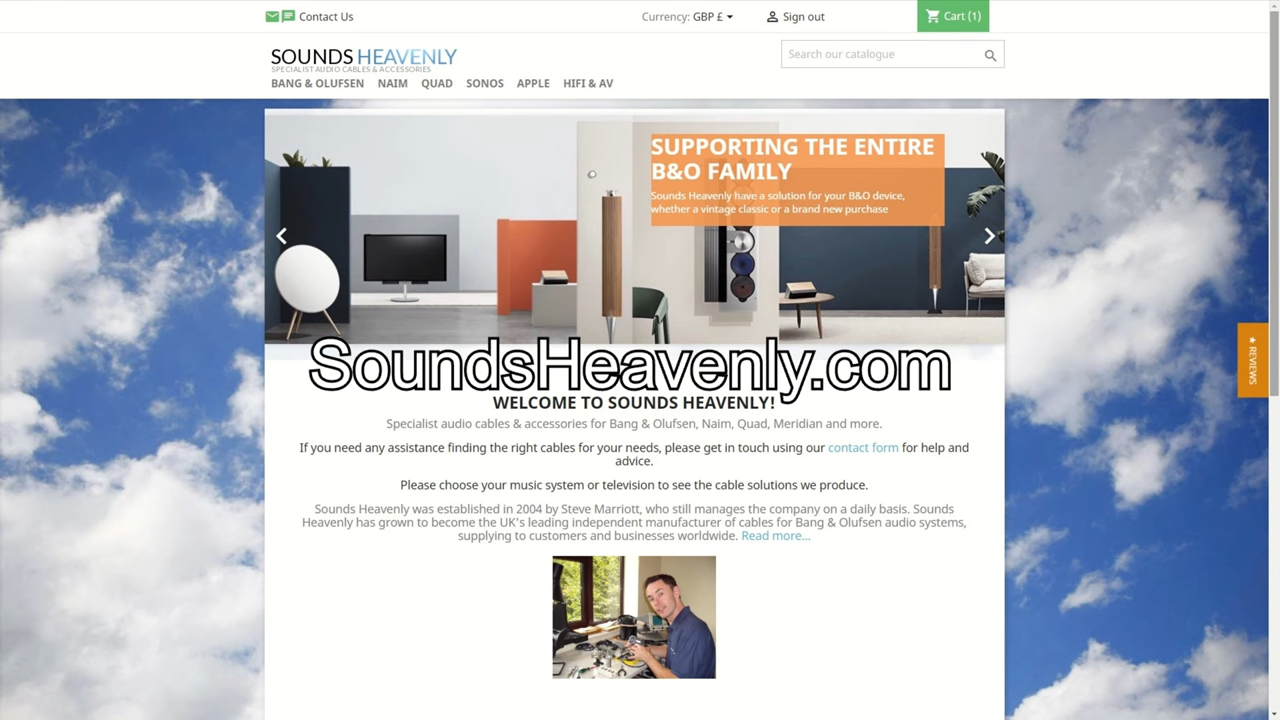 Contact Us
Currency: GBP £
Sign out
Cart (1)
SOUNDS HEAVENLY
SPECIALIST AUDIO CABLES & ACCESSORIES
Search our catalogue
BANG & OLUFSEN NAIM QUAD SONOS APPLE HIFI & AV
SUPPORTING THE ENTIRE
B&O FAMILY
Sounds Heavenly have a solution for your B&O device,
whether a vintage classic or a brand new purchase
★ REVIEWS
SoundsHeavenly.com
WELCOME TO SOUNDS HEAVENLY!
Specialist audio cables & accessories for Bang & Olufsen, Naim, Quad, Meridian and more.
If you need any assistance finding the right cables for your needs, please get in touch using our contact form for help and
advice.
Please choose your music system or television to see the cable solutions we produce.
Sounds Heavenly was established in 2004 by Steve Marriott, who still manages the company on a daily basis. Sounds
Heavenly has grown to become the UK's leading independent manufacturer of cables for Bang & Olufsen audio systems,
supplying to customers and businesses worldwide. Read more...